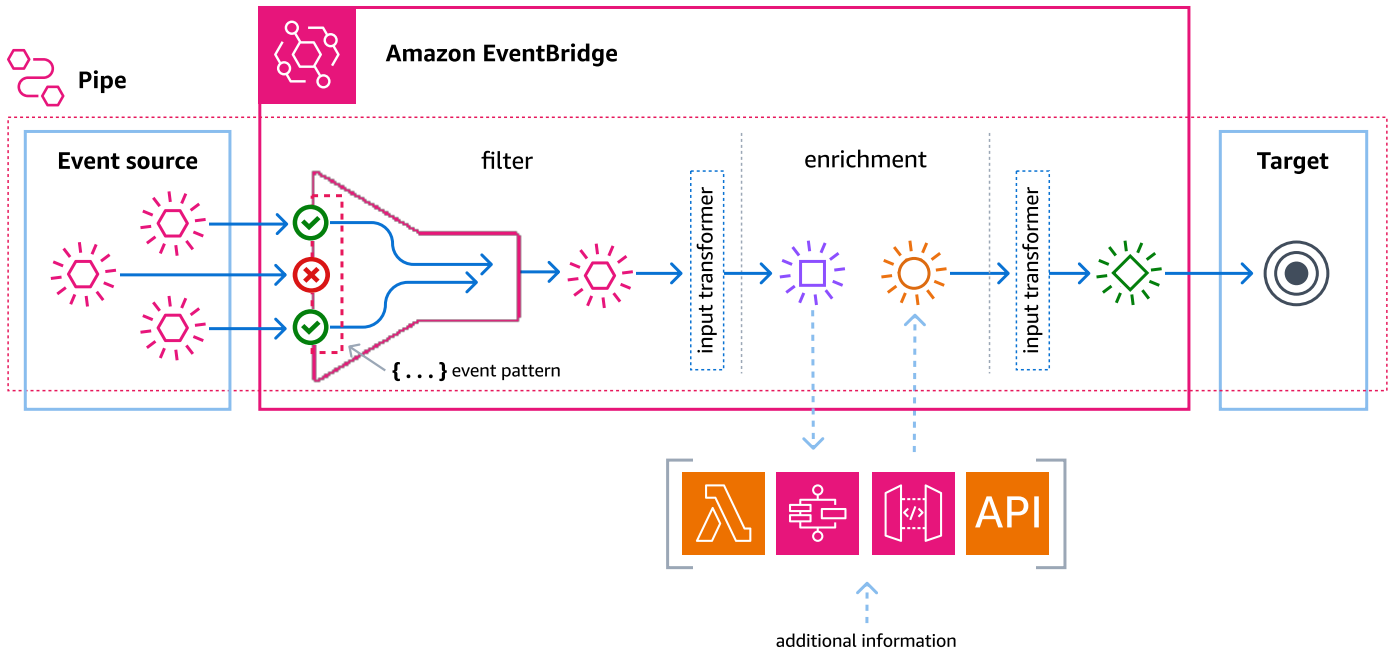 Amazon EventBridge
Pipe
Event source
filter
enrichment
Target
input transformer
input transformer
{...} event pattern
</>
API
additional information